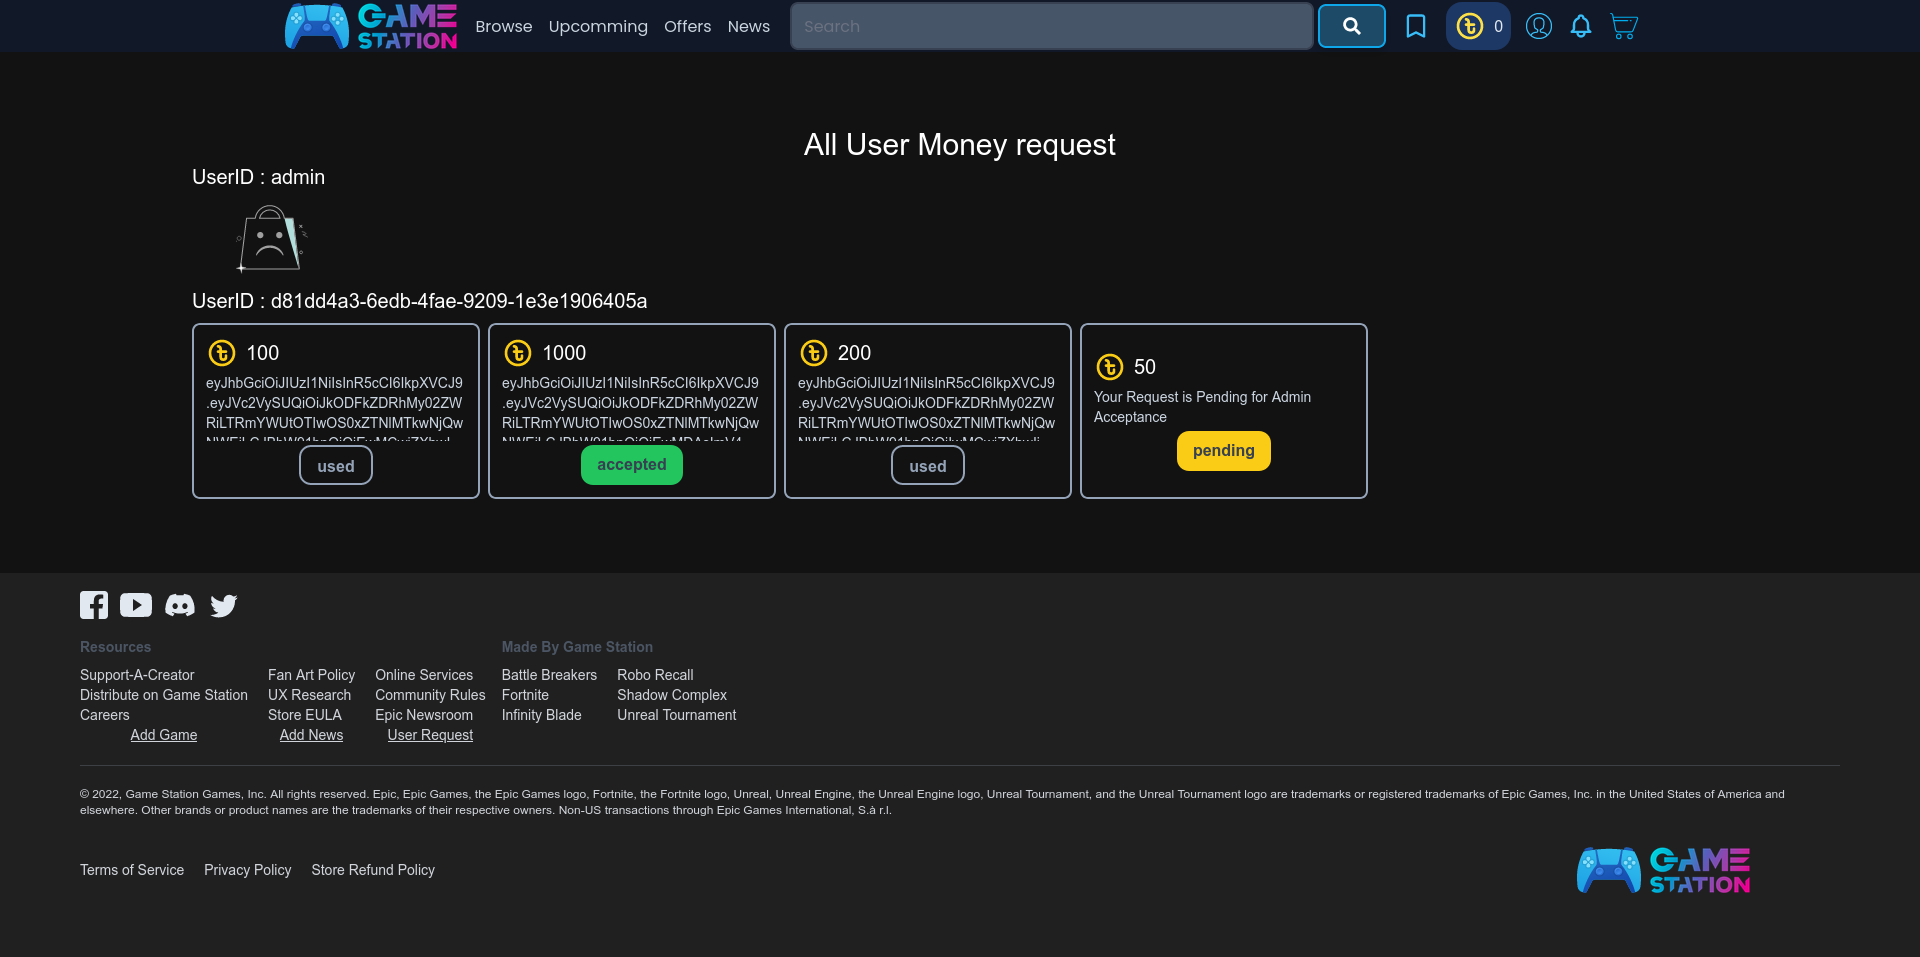 GAME STATION
Browse Upcomming Offers News Search 0
All User Money request
UserID : admin
UserID : d81dd4a3-6edb-4fae-9209-1e3e1906405a
100
eyJhbGciOiJIUzI1NiIsInR5cCI6IkpXVCJ9
.eyJVc2VySUQiOiJkODFkZDRhMy02ZW
RiLTRmYWUtOTIwOS0xZTNlMTkwNjQw
used
1000
eyJhbGciOiJIUzI1NiIsInR5cCI6IkpXVCJ9
.eyJVc2VySUQiOiJkODFkZDRhMy02ZW
RiLTRmYWUtOTIwOS0xZTNlMTkwNjQw
accepted
200
eyJhbGciOiJIUzI1NiIsInR5cCI6IkpXVCJ9
.eyJVc2VySUQiOiJkODFkZDRhMy02ZW
RiLTRmYWUtOTIwOS0xZTNlMTkwNjQw
used
50
Your Request is Pending for Admin
Acceptance
pending
Resources
Support-A-Creator Fan Art Policy Online Services
Distribute on Game Station UX Research Community Rules
Careers Store EULA Epic Newsroom
Add Game Add News User Request
Made By Game Station
Battle Breakers Robo Recall
Fortnite Shadow Complex
Infinity Blade Unreal Tournament
© 2022, Game Station Games, Inc. All rights reserved. Epic, Epic Games, the Epic Games logo, Fortnite, the Fortnite logo, Unreal, Unreal Engine, the Unreal Engine logo, Unreal Tournament, and the Unreal Tournament logo are trademarks or registered trademarks of Epic Games, Inc. in the United States of America and
elsewhere. Other brands or product names are the trademarks of their respective owners. Non-US transactions through Epic Games International, S.à r.l.
Terms of Service Privacy Policy Store Refund Policy
GAME STATION